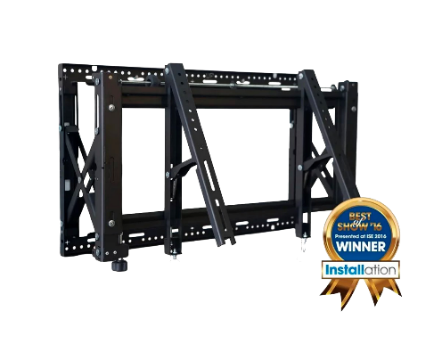 BEST
of
SHOW '16
Presented at ISE 2016
WINNER
Installation